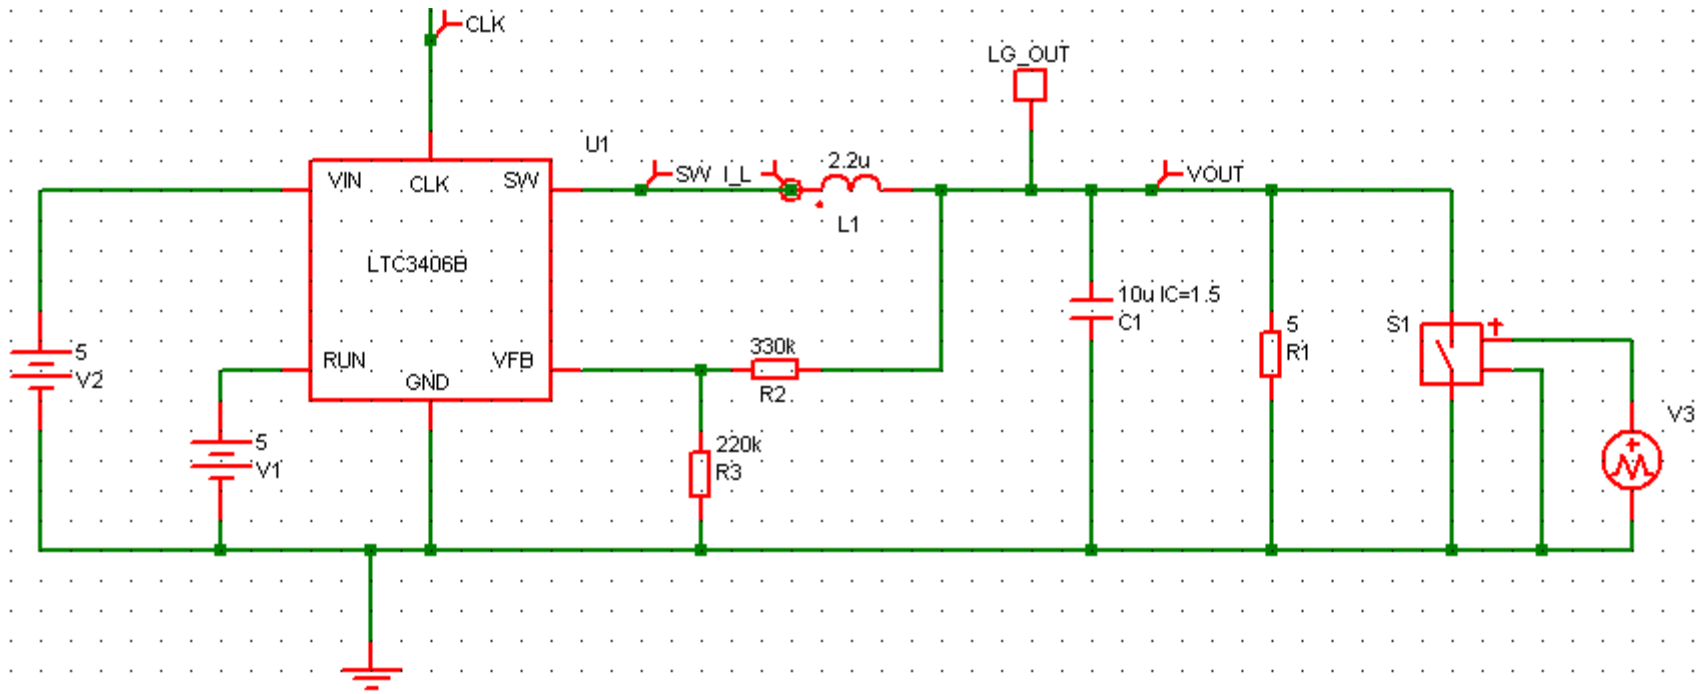 CLK
LG_OUT
U1
2.2u
VIN
CLK
SW
SW
I_L
VOUT
L1
LTC3406B
10u IC=1.5
C1
5
R1
S1
5
V2
RUN
VFB
GND
330k
R2
V3
5
V1
220k
R3